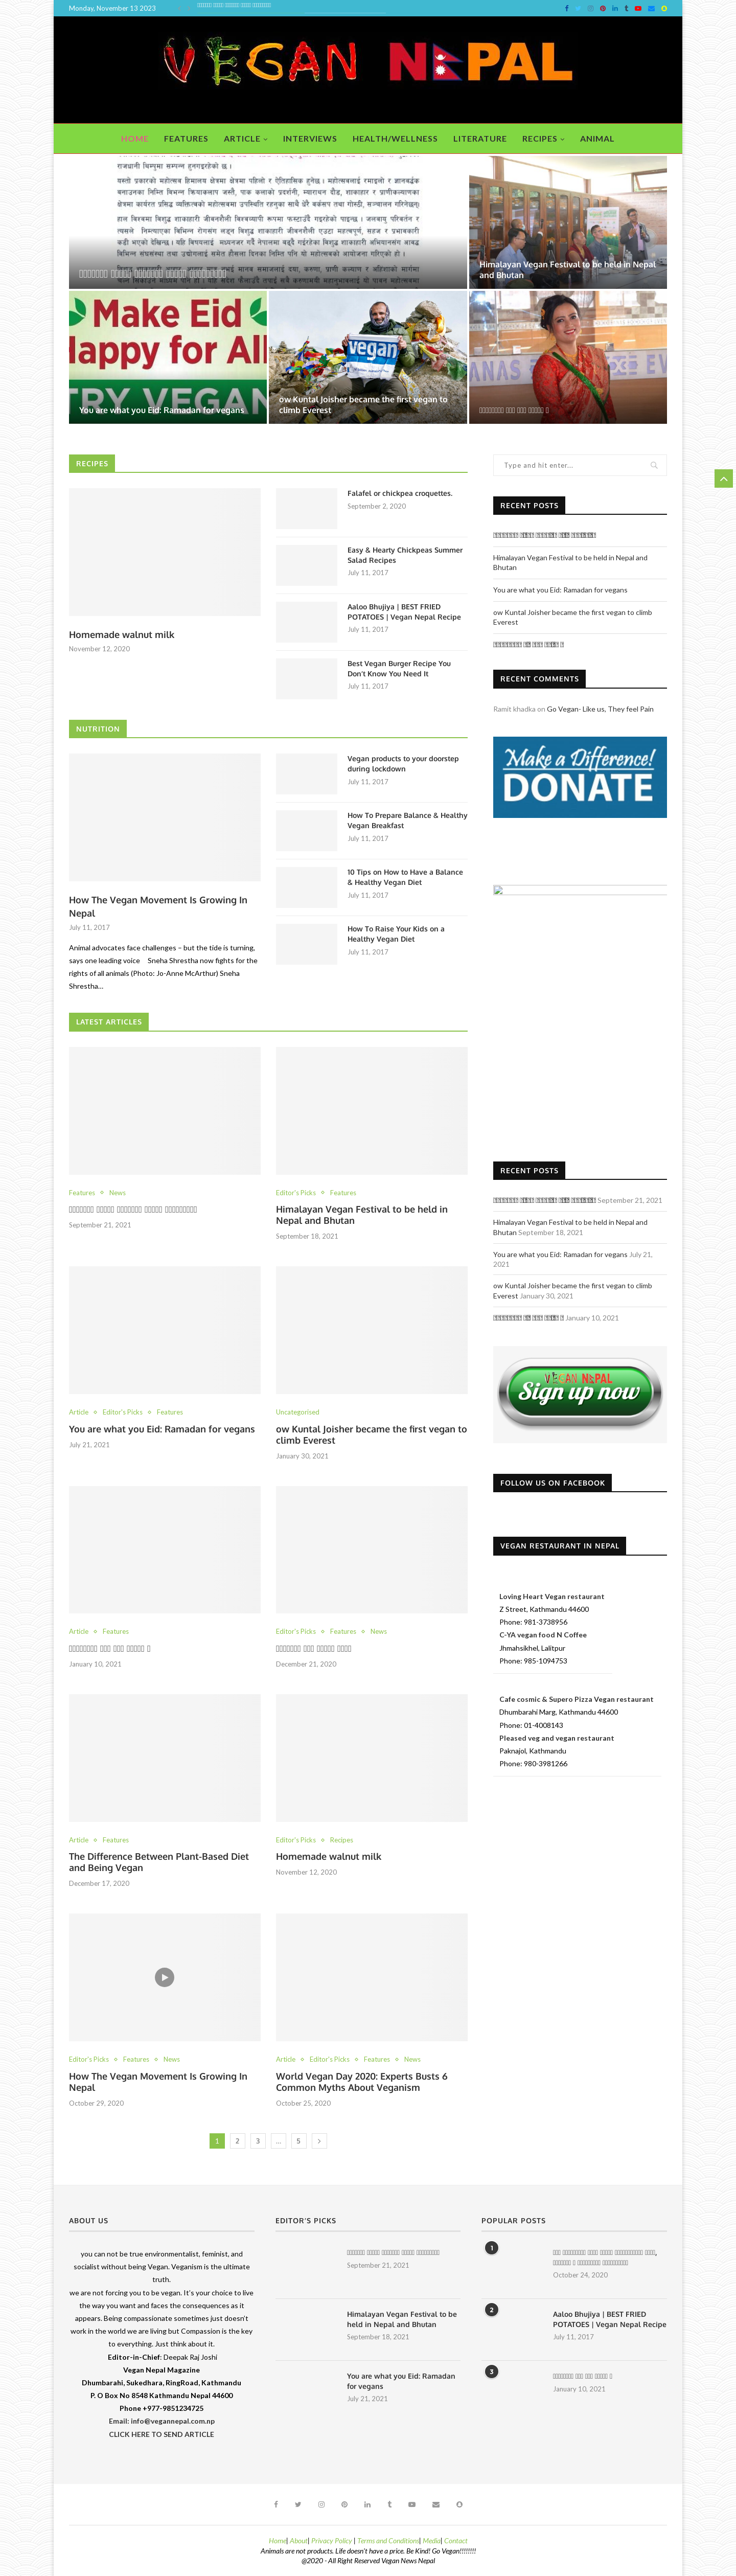 Monday, November 13 2023
VEGAN NEPAL
HOME FEATURES ARTICLE INTERVIEWS HEALTH/WELLNESS LITERATURE RECIPES ANIMAL
Himalayan Vegan Festival to be held in Nepal
and Bhutan
Make Eid
Happy for All
TRY VEGAN
You are what you Eid: Ramadan for vegans
vegan
ow Kuntal Joisher became the first vegan to
climb Everest
RECIPES
Homemade walnut milk
November 12, 2020
Falafel or chickpea croquettes.
September 2, 2020
Easy & Hearty Chickpeas Summer
Salad Recipes
July 11, 2017
Aaloo Bhujiya | BEST FRIED
POTATOES | Vegan Nepal Recipe
July 11, 2017
Best Vegan Burger Recipe You
Don't Know You Need It
July 11, 2017
NUTRITION
How The Vegan Movement Is Growing In
Nepal
July 11, 2017
Animal advocates face challenges – but the tide is turning,
says one leading voice Sneha Shrestha now fights for the
rights of all animals (Photo: Jo-Anne McArthur) Sneha
Shrestha...
Vegan products to your doorstep
during lockdown
July 11, 2017
How To Prepare Balance & Healthy
Vegan Breakfast
July 11, 2017
10 Tips on How to Have a Balance
& Healthy Vegan Diet
July 11, 2017
How To Raise Your Kids on a
Healthy Vegan Diet
July 11, 2017
LATEST ARTICLES
Features News
September 21, 2021
Editor's Picks Features
Himalayan Vegan Festival to be held in
Nepal and Bhutan
September 18, 2021
Article Editor's Picks Features
You are what you Eid: Ramadan for vegans
July 21, 2021
Uncategorised
ow Kuntal Joisher became the first vegan to
climb Everest
January 30, 2021
Article Features
January 10, 2021
Editor's Picks Features News
December 21, 2020
Article Features
The Difference Between Plant-Based Diet
and Being Vegan
December 17, 2020
Editor's Picks Recipes
Homemade walnut milk
November 12, 2020
Editor's Picks Features News
How The Vegan Movement Is Growing In
Nepal
October 29, 2020
Article Editor's Picks Features News
World Vegan Day 2020: Experts Busts 6
Common Myths About Veganism
October 25, 2020
1 2 3 ... 5
Type and hit enter...
RECENT POSTS
Himalayan Vegan Festival to be held in Nepal and
Bhutan
You are what you Eid: Ramadan for vegans
ow Kuntal Joisher became the first vegan to climb
Everest
RECENT COMMENTS
Ramit khadka on Go Vegan- Like us, They feel Pain
Make a Difference!
DONATE
RECENT POSTS
September 21, 2021
Himalayan Vegan Festival to be held in Nepal and
Bhutan September 18, 2021
You are what you Eid: Ramadan for vegans July 21,
2021
ow Kuntal Joisher became the first vegan to climb
Everest January 30, 2021
January 10, 2021
VEGAN NEPAL
Sign up now
FOLLOW US ON FACEBOOK
VEGAN RESTAURANT IN NEPAL
Loving Heart Vegan restaurant
Z Street, Kathmandu 44600
Phone: 981-3738956
C-YA vegan food N Coffee
Jhmahsikhel, Lalitpur
Phone: 985-1094753
Cafe cosmic & Supero Pizza Vegan restaurant
Dhumbarahi Marg, Kathmandu 44600
Phone: 01-4008143
Pleased veg and vegan restaurant
Paknajol, Kathmandu
Phone: 980-3981266
ABOUT US
you can not be true environmentalist, feminist, and
socialist without being Vegan. Veganism is the ultimate
truth.
we are not forcing you to be vegan. It's your choice to live
the way you want and faces the consequences as it
appears. Being compassionate sometimes just doesn't
work in the world we are living but Compassion is the key
to everything. Just think about it.
Editor-in-Chief: Deepak Raj Joshi
Vegan Nepal Magazine
Dhumbarahi, Sukedhara, RingRoad, Kathmandu
P. O Box No 8548 Kathmandu Nepal 44600
Phone +977-9851234725
Email: info@vegannepal.com.np
CLICK HERE TO SEND ARTICLE
EDITOR'S PICKS
September 21, 2021
Himalayan Vegan Festival to be
held in Nepal and Bhutan
September 18, 2021
You are what you Eid: Ramadan
for vegans
July 21, 2021
POPULAR POSTS
1
October 24, 2020
2
Aaloo Bhujiya | BEST FRIED
POTATOES | Vegan Nepal Recipe
July 11, 2017
3
January 10, 2021
Home| About| Privacy Policy | Terms and Conditions| Media| Contact
Animals are not products. Life doesn't have a price. Be Kind! Go Vegan!!!!!!!!
@2020 - All Right Reserved Vegan News Nepal